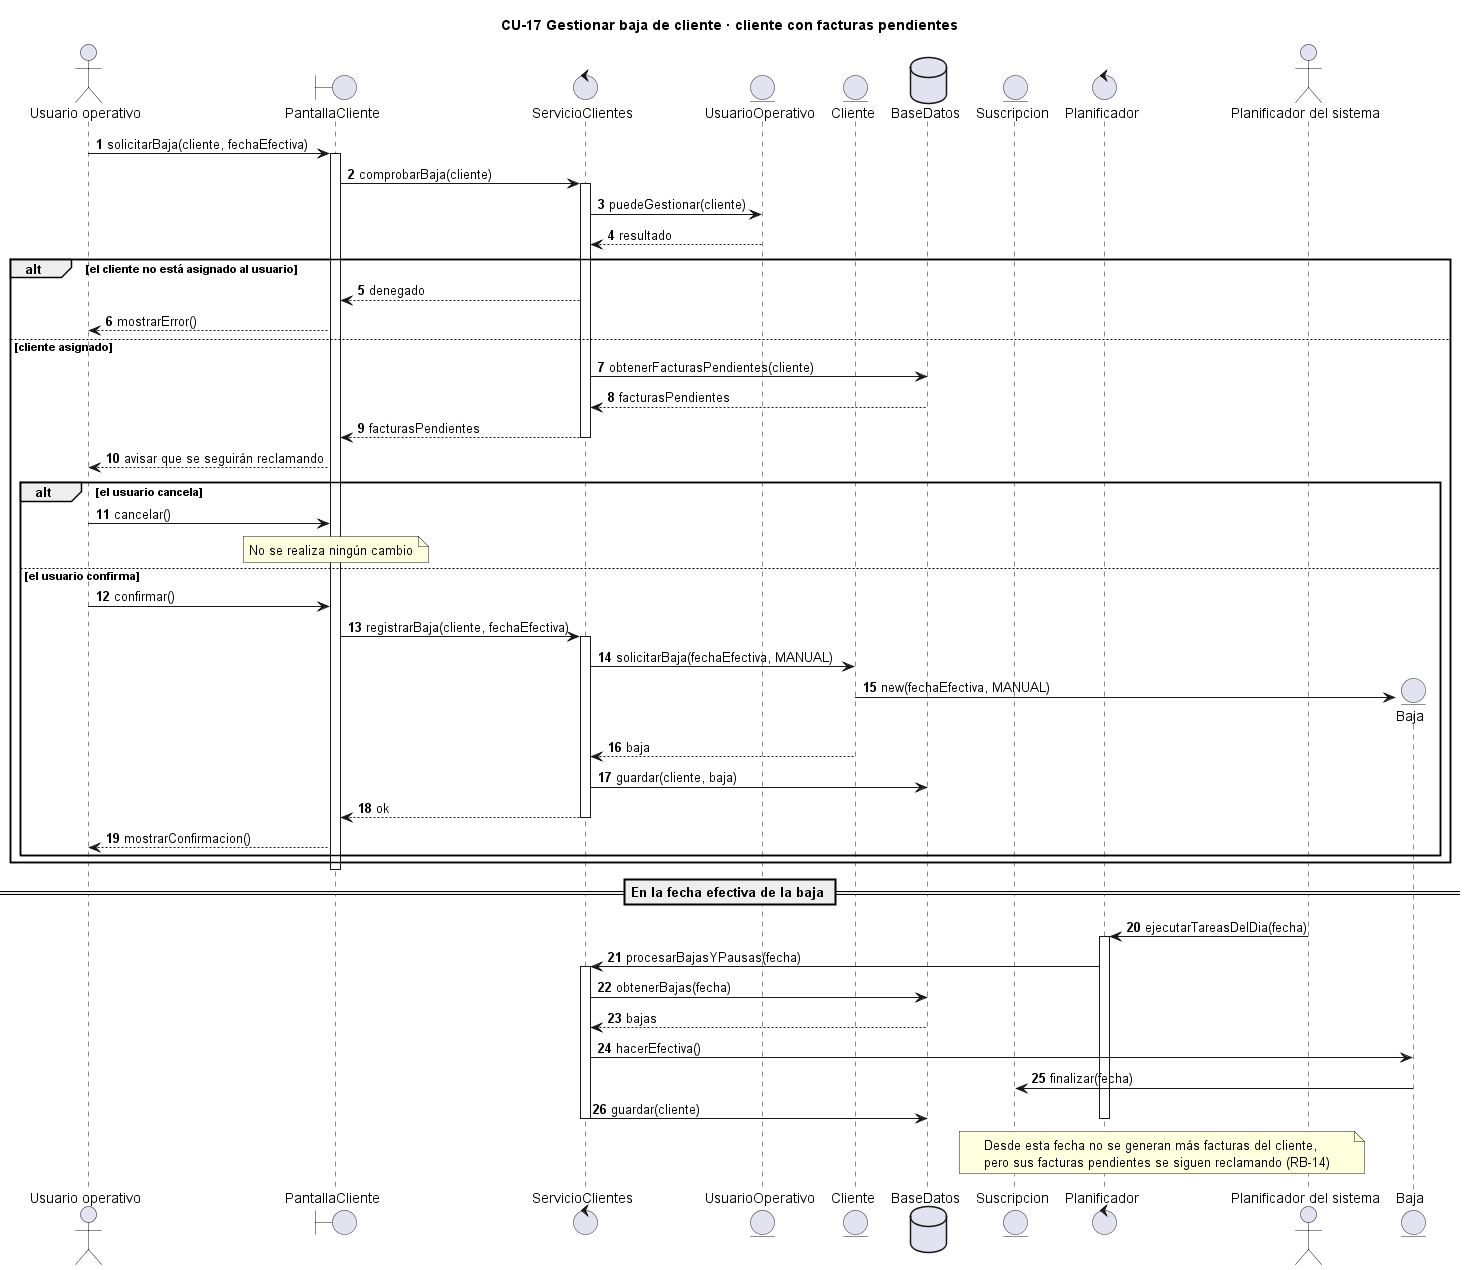 CU-17 Gestionar baja de cliente · cliente con facturas pendientes
Usuario operativo
PantallaCliente
ServicioClientes
UsuarioOperativo
Cliente
BaseDatos
Suscripcion
Planificador
Planificador del sistema
1 solicitarBaja(cliente, fechaEfectiva)
2 comprobarBaja(cliente)
3 puedeGestionar(cliente)
4 resultado
alt [el cliente no está asignado al usuario]
5 denegado
6 mostrarError()
[cliente asignado]
7 obtenerFacturasPendientes(cliente)
8 facturasPendientes
9 facturasPendientes
10 avisar que se seguirán reclamando
alt [el usuario cancela]
11 cancelar()
No se realiza ningún cambio
[el usuario confirma]
12 confirmar()
13 registrarBaja(cliente, fechaEfectiva)
14 solicitarBaja(fechaEfectiva, MANUAL)
15 new(fechaEfectiva, MANUAL)
Baja
16 baja
17 guardar(cliente, baja)
18 ok
19 mostrarConfirmacion()
En la fecha efectiva de la baja
20 ejecutarTareasDelDia(fecha)
21 procesarBajasYPausas(fecha)
22 obtenerBajas(fecha)
23 bajas
24 hacerEfectiva()
25 finalizar(fecha)
26 guardar(cliente)
Desde esta fecha no se generan más facturas del cliente,
pero sus facturas pendientes se siguen reclamando (RB-14)
Usuario operativo
PantallaCliente
ServicioClientes
UsuarioOperativo
Cliente
BaseDatos
Suscripcion
Planificador
Planificador del sistema
Baja